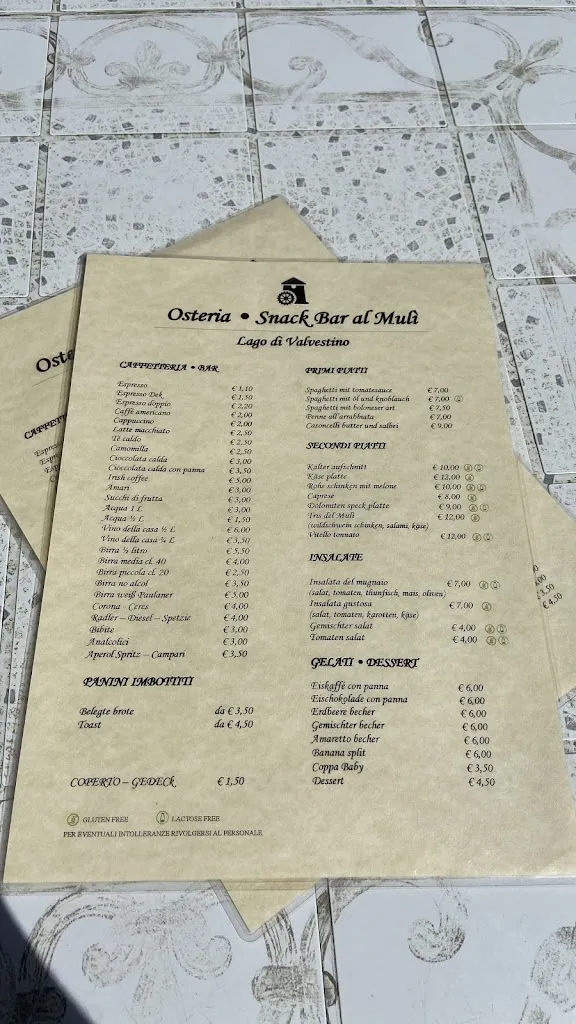 Osteria • Snack Bar al Mulì
Lago di Valvestino
CAFFETTERIA • BAR
Espresso € 1,10
Espresso Dek € 1,50
Espresso doppio € 2,20
Caffè americano € 2,00
Cappuccino € 2,00
Latte macchiato € 2,50
Tè caldo € 2,50
Camomilla € 2,50
Cioccolata calda € 3,00
Cioccolata calda con panna € 3,50
Irish coffee € 5,00
Amari € 3,00
Succhi di frutta € 3,00
Acqua 1 L € 3,00
Acqua ½ L € 1,50
Vino della casa ½ L € 6,00
Vino della casa ¼ L € 3,50
Birra ½ litro € 5,50
Birra media cl. 40 € 4,00
Birra piccola cl. 20 € 2,50
Birra no alcol € 3,50
Birra weiß Paulaner € 5,00
Corona – Ceres € 4,00
Radler – Diesel – Spetzie € 4,00
Bibite € 3,00
Analcolici € 3,00
Aperol Spritz – Campari € 3,50
PANINI IMBOTTITI
Belegte brote da € 3,50
Toast da € 4,50
COPERTO – GEDECK € 1,50
GLUTEN FREE LACTOSE FREE
PER EVENTUALI INTOLLERANZE RIVOLGERSI AL PERSONALE
PRIMI PIATTI
Spaghetti mit tomatesauce € 7,00
Spaghetti mit öl und knoblauch € 7,00
Spaghetti mit boloneser art € 7,50
Penne all'arrabbiata € 7,00
Casoncelli butter und salbei € 9,00
SECONDI PIATTI
Kalter aufschnitt € 10,00
Käse platte € 12,00
Rohe schinken mit melone € 10,00
Caprese € 8,00
Dolomiten speck platte € 9,00
Tris del Mulì € 12,00
(wildschwein schinken, salami, käse)
Vitello tonnato € 12,00
INSALATE
Insalata del mugnaio € 7,00
(salat, tomaten, thunfisch, mais, oliven)
Insalata gustosa € 7,00
(salat, tomaten, karotten, käse)
Gemischter salat € 4,00
Tomaten salat € 4,00
GELATI • DESSERT
Eiskaffè con panna € 6,00
Eischokolade con panna € 6,00
Erdbeere becher € 6,00
Gemischter becher € 6,00
Amaretto becher € 6,00
Banana split € 6,00
Coppa Baby € 3,50
Dessert € 4,50
Oste
CAFFETT
€ 3,50
€ 4,50